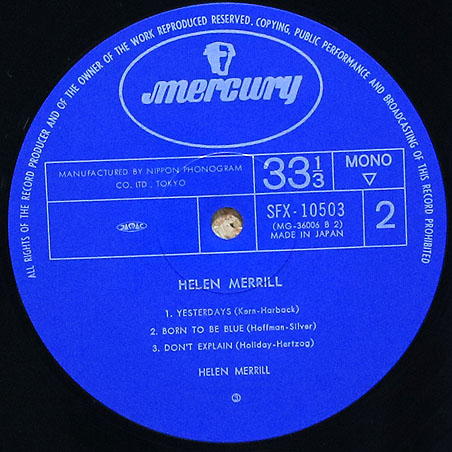 ALL RIGHTS OF THE RECORD PRODUCER AND OF THE OWNER OF THE WORK REPRODUCED RESERVED. COPYING, PUBLIC PERFORMANCE AND BROADCASTING OF THIS RECORD PROHIBITED
mercury
MANUFACTURED BY NIPPON PHONOGRAM
CO. LTD., TOKYO
33 1/3
MONO
▽
JASRAC
SFX-10503
(MG-36006 B 2)
MADE IN JAPAN
2
HELEN MERRILL
1. YESTERDAYS (Kern-Harback)
2. BORN TO BE BLUE (Hoffman-Silver)
3. DON'T EXPLAIN (Holiday-Hertzog)
HELEN MERRILL
③